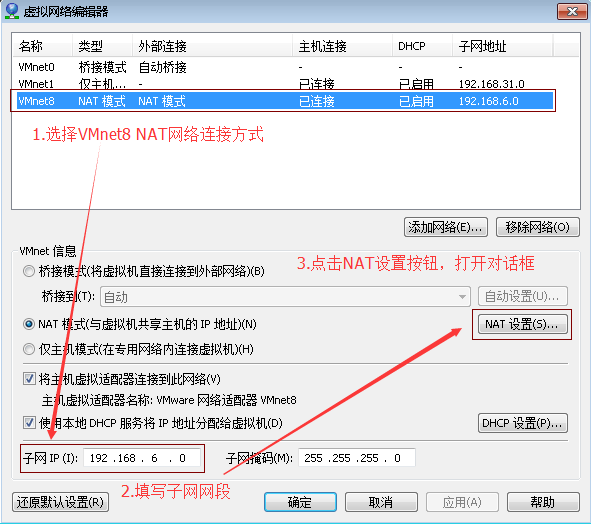 虚拟网络编辑器
名称 类型 外部连接 主机连接 DHCP 子网地址
VMnet0 桥接模式 自动桥接 - - -
VMnet1 仅主机... - 已连接 已启用 192.168.31.0
VMnet8 NAT 模式 NAT 模式 已连接 已启用 192.168.6.0
1.选择VMnet8 NAT网络连接方式
添加网络(E)... 移除网络(O)
VMnet 信息
3.点击NAT设置按钮，打开对话框
桥接模式(将虚拟机直接连接到外部网络)(B)
桥接到(T): 自动 自动设置(U)...
NAT 模式(与虚拟机共享主机的 IP 地址)(N) NAT 设置(S)...
仅主机模式(在专用网络内连接虚拟机)(H)
将主机虚拟适配器连接到此网络(V)
主机虚拟适配器名称: VMware 网络适配器 VMnet8
使用本地 DHCP 服务将 IP 地址分配给虚拟机(D) DHCP 设置(P)...
子网 IP (I): 192 .168 . 6 . 0 子网掩码(M): 255 .255 .255 . 0
2.填写子网网段
还原默认设置(R) 确定 取消 应用(A) 帮助